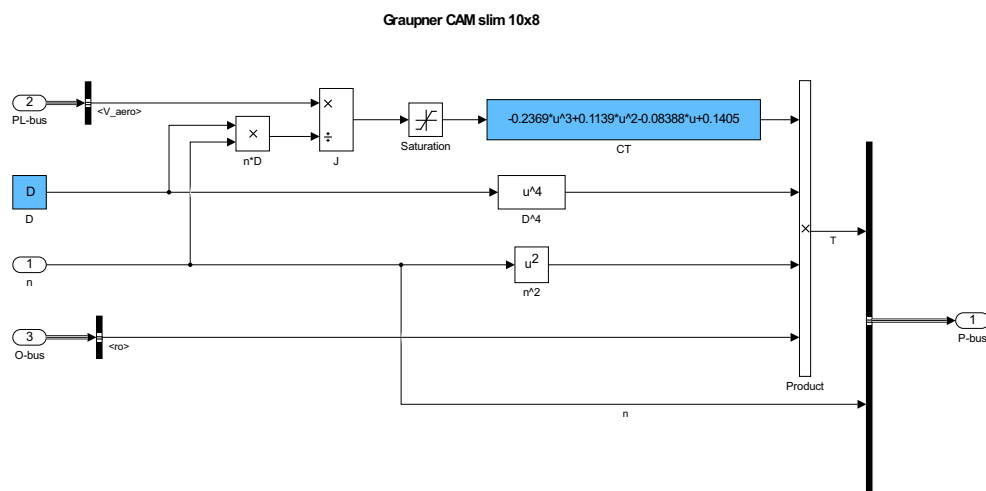 Graupner CAM slim 10x8
2
PL-bus
<V_aero>
×
n*D
×
÷
J
Saturation
-0.2369*u^3+0.1139*u^2-0.08388*u+0.1405
CT
D
D
u^4
D^4
1
n
u²
n^2
3
O-bus
<ro>
×
Product
T
n
1
P-bus